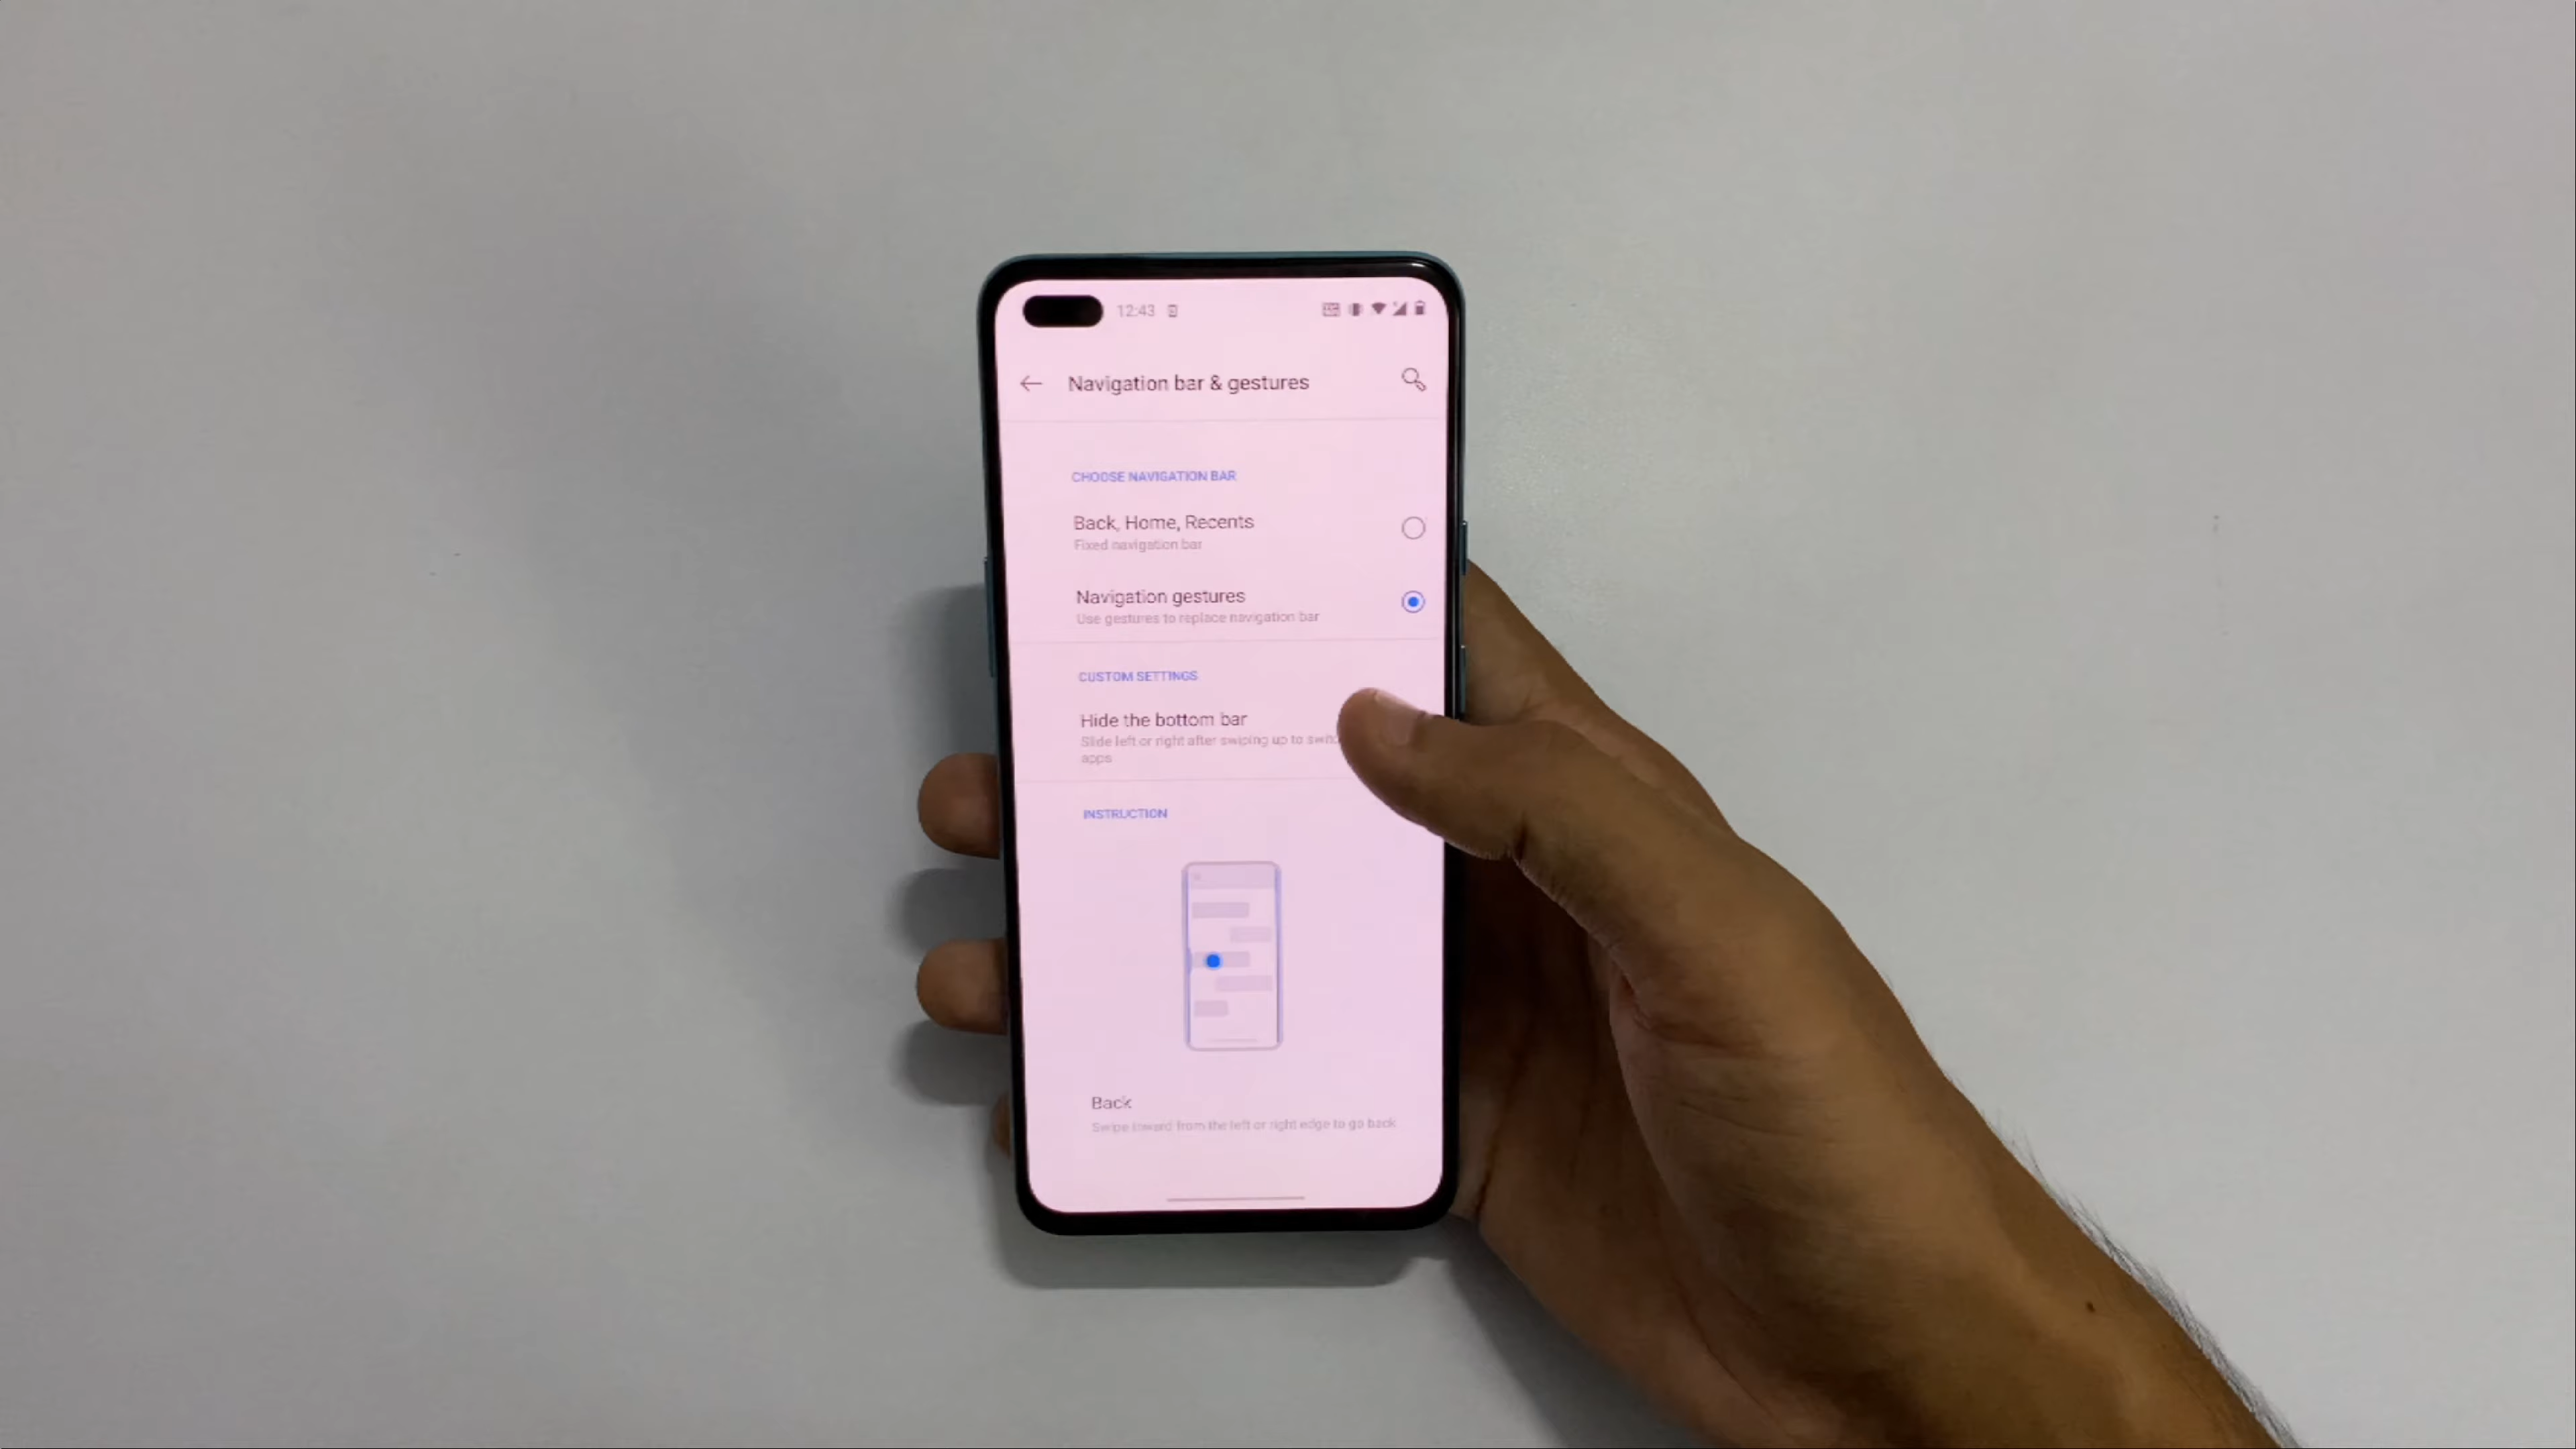 12:43
Navigation bar & gestures
CHOOSE NAVIGATION BAR
Back, Home, Recents
Fixed navigation bar
Navigation gestures
Use gestures to replace navigation bar
CUSTOM SETTINGS
Hide the bottom bar
Slide left or right after swiping up to
apps
INSTRUCTION
Back
Swipe inward from the left or right edge to go back